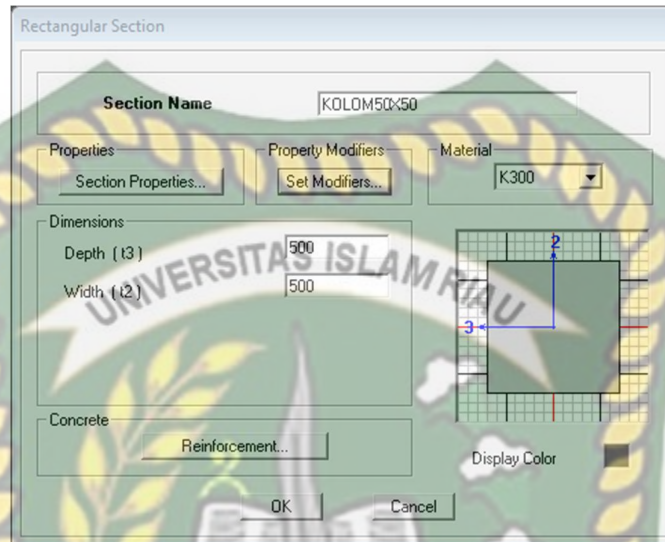 Rectangular Section
Section Name KOLOM50X50
Properties
Section Properties...
Property Modifiers
Set Modifiers...
Material
K300
Dimensions
Depth ( t3 ) 500
Width ( t2 ) 500
UNIVERSITAS ISLAM RIAU
2
3
Concrete
Reinforcement...
Display Color
OK Cancel